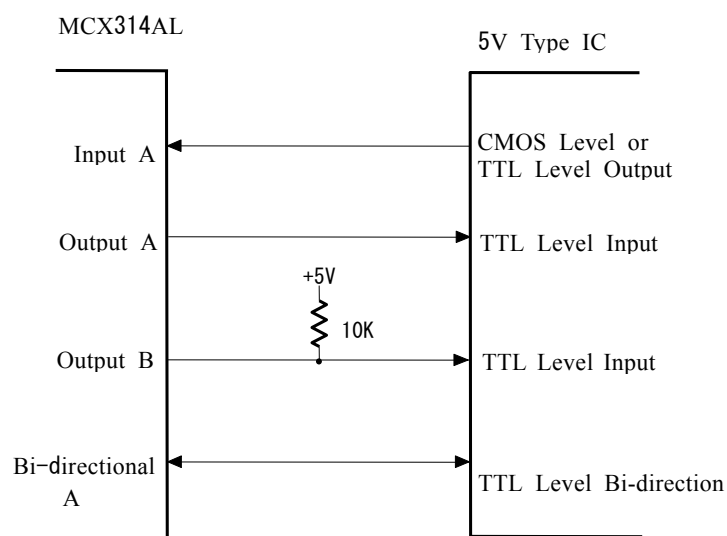 MCX314AL
5V Type IC
Input A
CMOS Level or
TTL Level Output
Output A
TTL Level Input
+5V
10K
Output B
TTL Level Input
Bi-directional
A
TTL Level Bi-direction